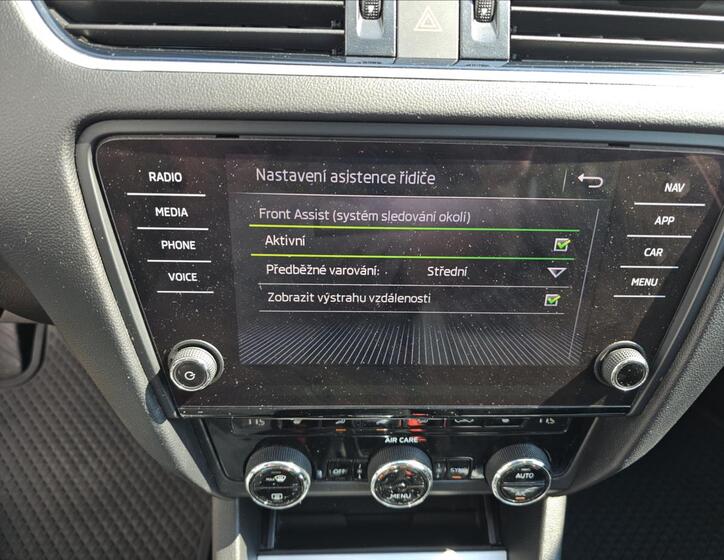 RADIO
MEDIA
PHONE
VOICE
Nastavení asistence řidiče
Front Assist (systém sledování okolí)
Aktivní
Předběžné varování: Střední
Zobrazit výstrahu vzdálenosti
NAV
APP
CAR
MENU
AIR CARE
OFF
MENU
SYNC
AUTO